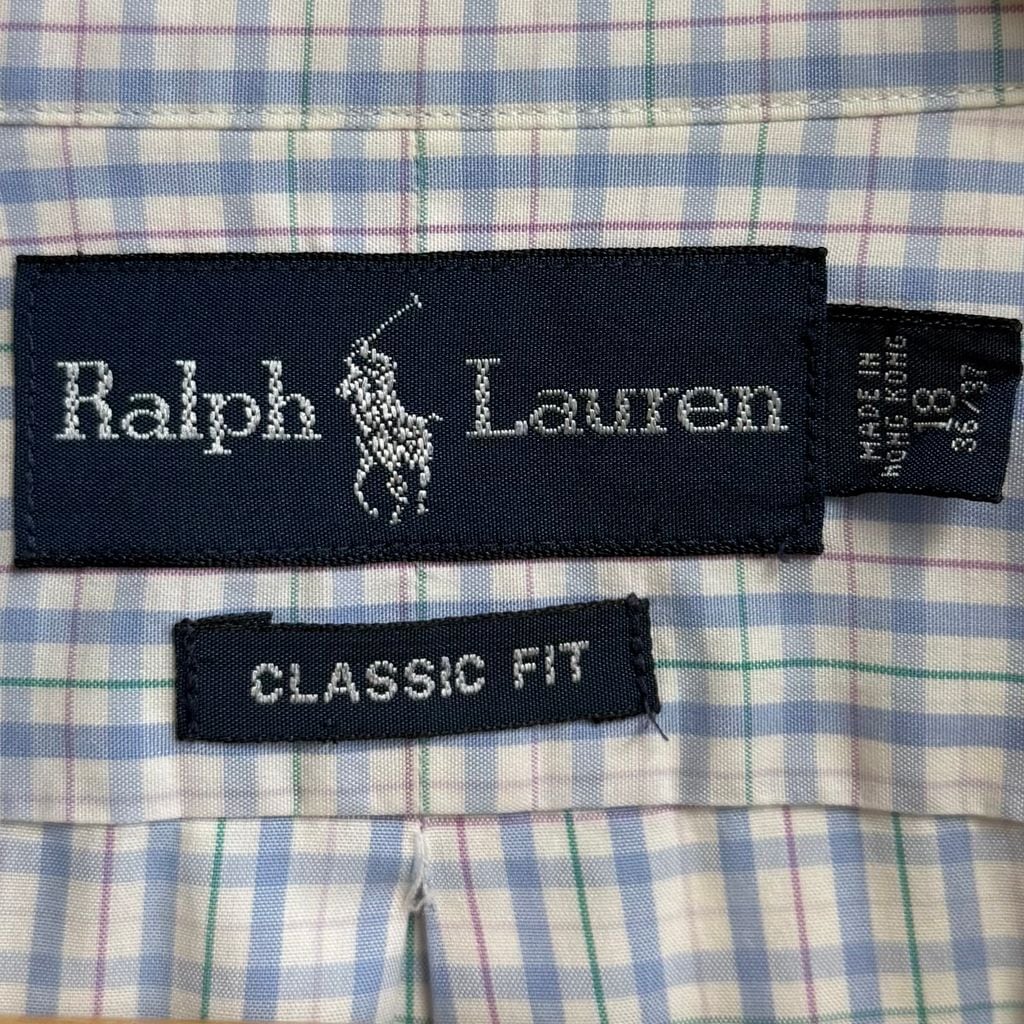 Ralph Lauren
MADE IN
HONG KONG
18
36/37
CLASSIC FIT